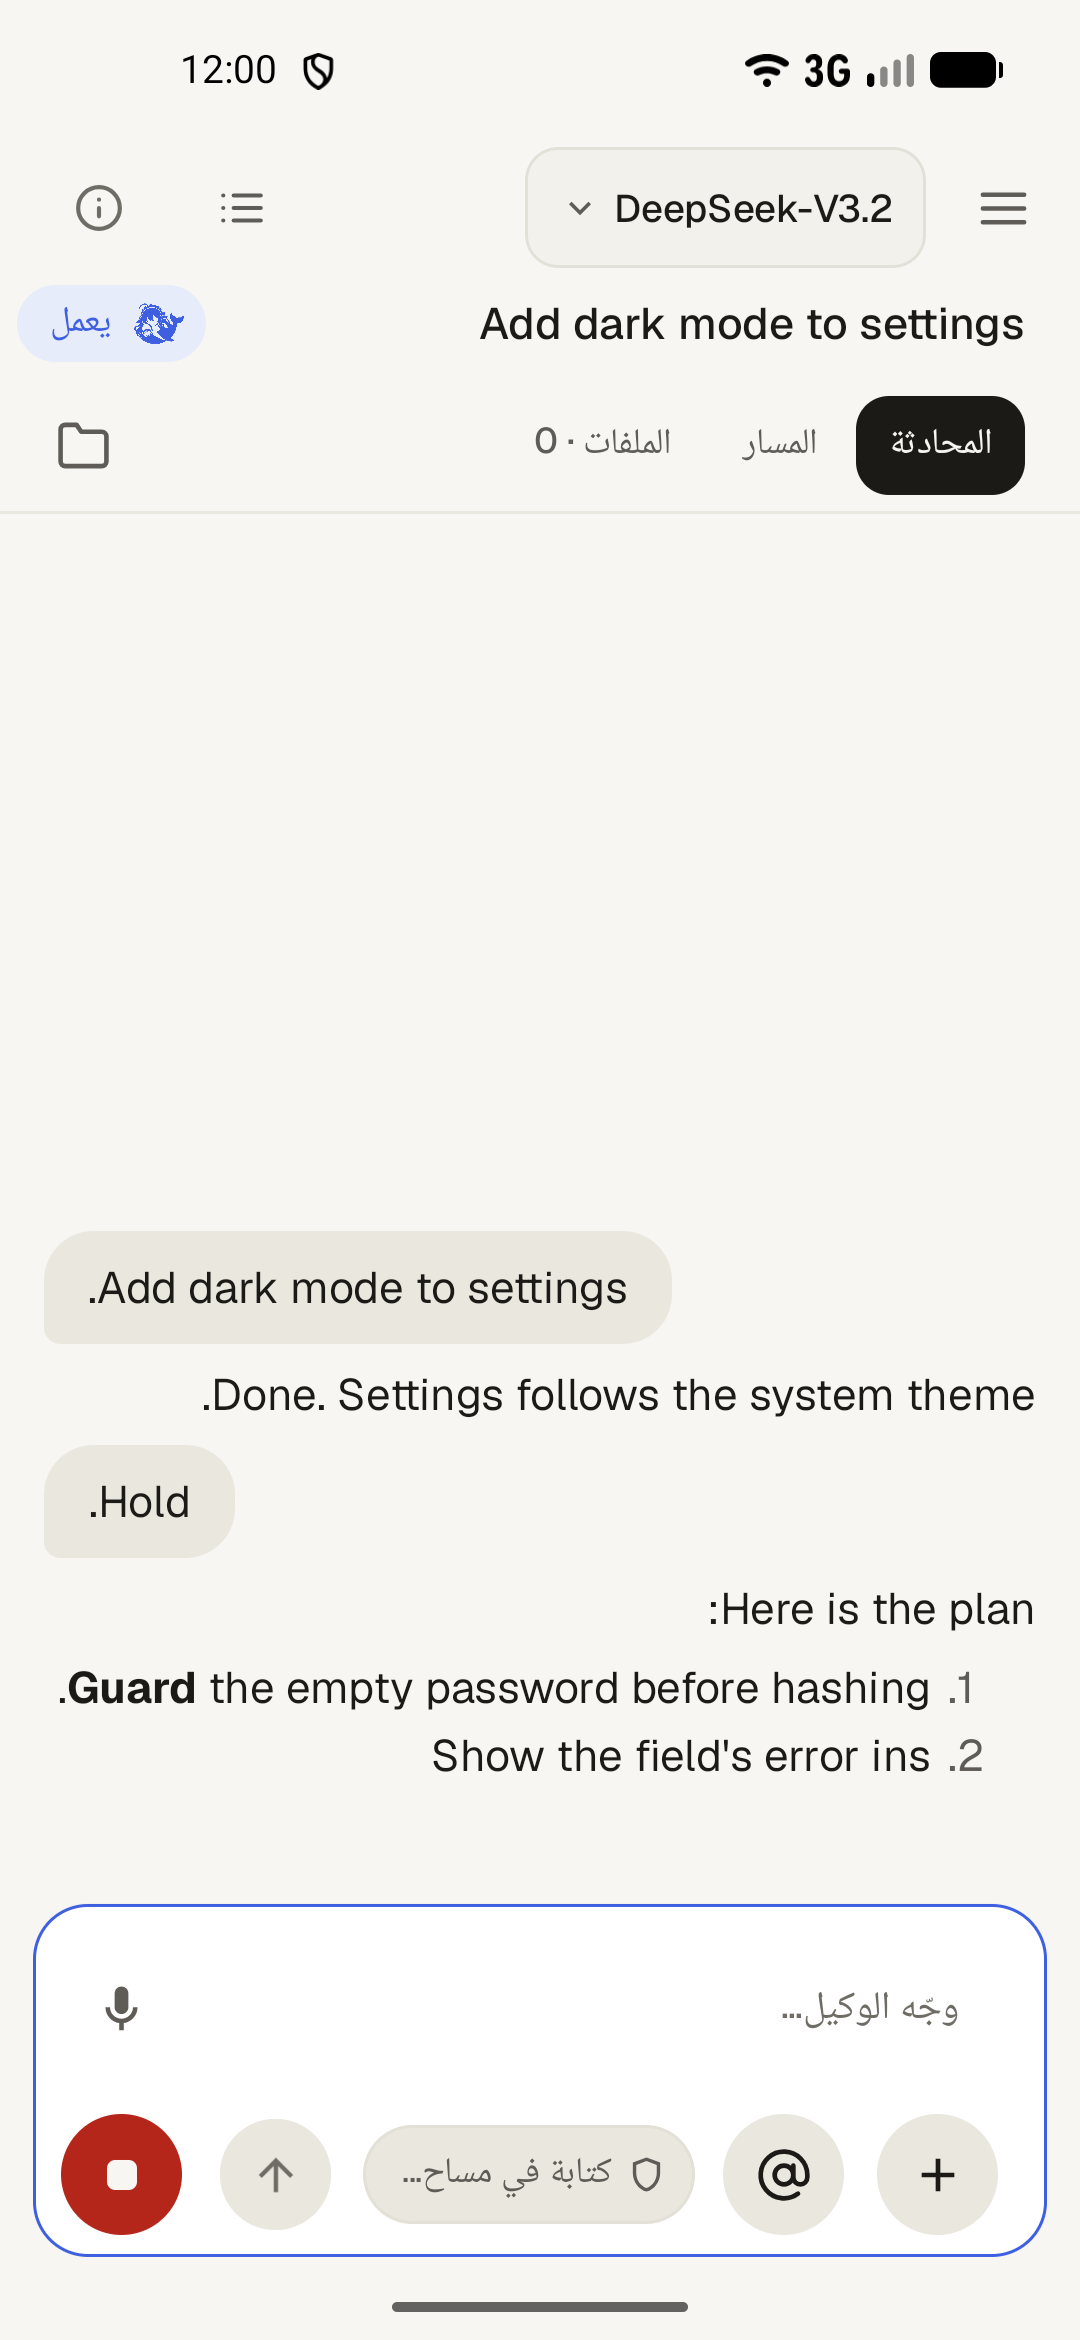 12:00 3G
DeepSeek-V3.2
Add dark mode to settings
يعمل
المحادثة
المسار
الملفات · 0
Add dark mode to settings.
Done. Settings follows the system theme.
Hold.
Here is the plan:
1. Guard the empty password before hashing.
2. Show the field's error ins
وجّه الوكيل...
كتابة في مساح...